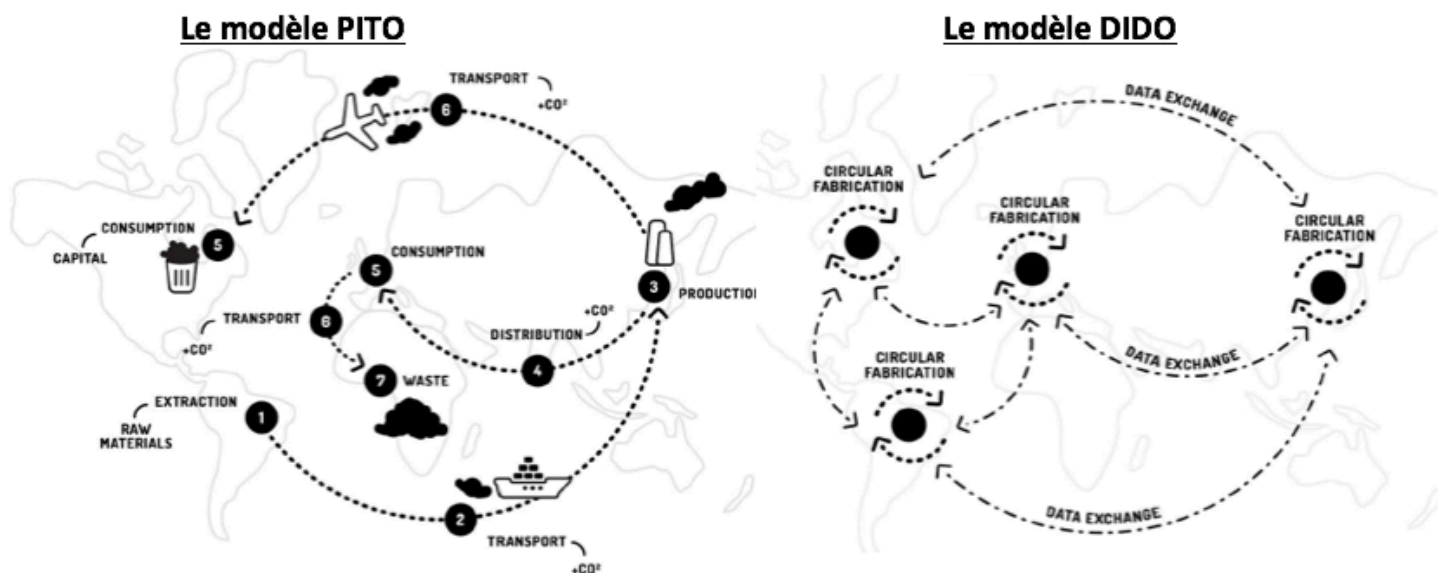 Le modèle PITO
TRANSPORT
+CO²
6
CONSUMPTION
CAPITAL
5
5
CONSUMPTION
3
PRODUCTION
TRANSPORT
+CO²
6
DISTRIBUTION
+CO²
4
7
WASTE
EXTRACTION
RAW
MATERIALS
1
2
TRANSPORT
+CO²
Le modèle DIDO
DATA EXCHANGE
CIRCULAR
FABRICATION
CIRCULAR
FABRICATION
CIRCULAR
FABRICATION
DATA EXCHANGE
CIRCULAR
FABRICATION
DATA EXCHANGE